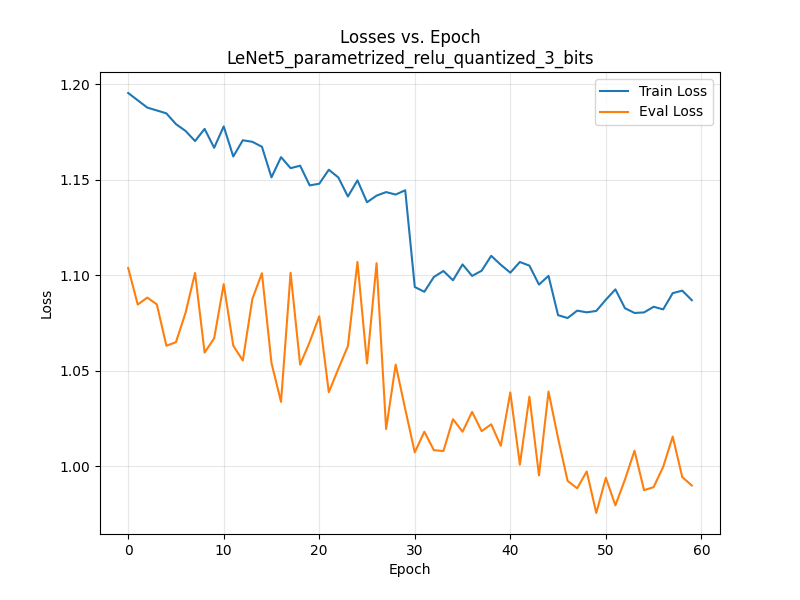 Losses vs. Epoch
LeNet5_parametrized_relu_quantized_3_bits
Train Loss
Eval Loss
1.20
1.15
1.10
1.05
1.00
Loss
0 10 20 30 40 50 60
Epoch